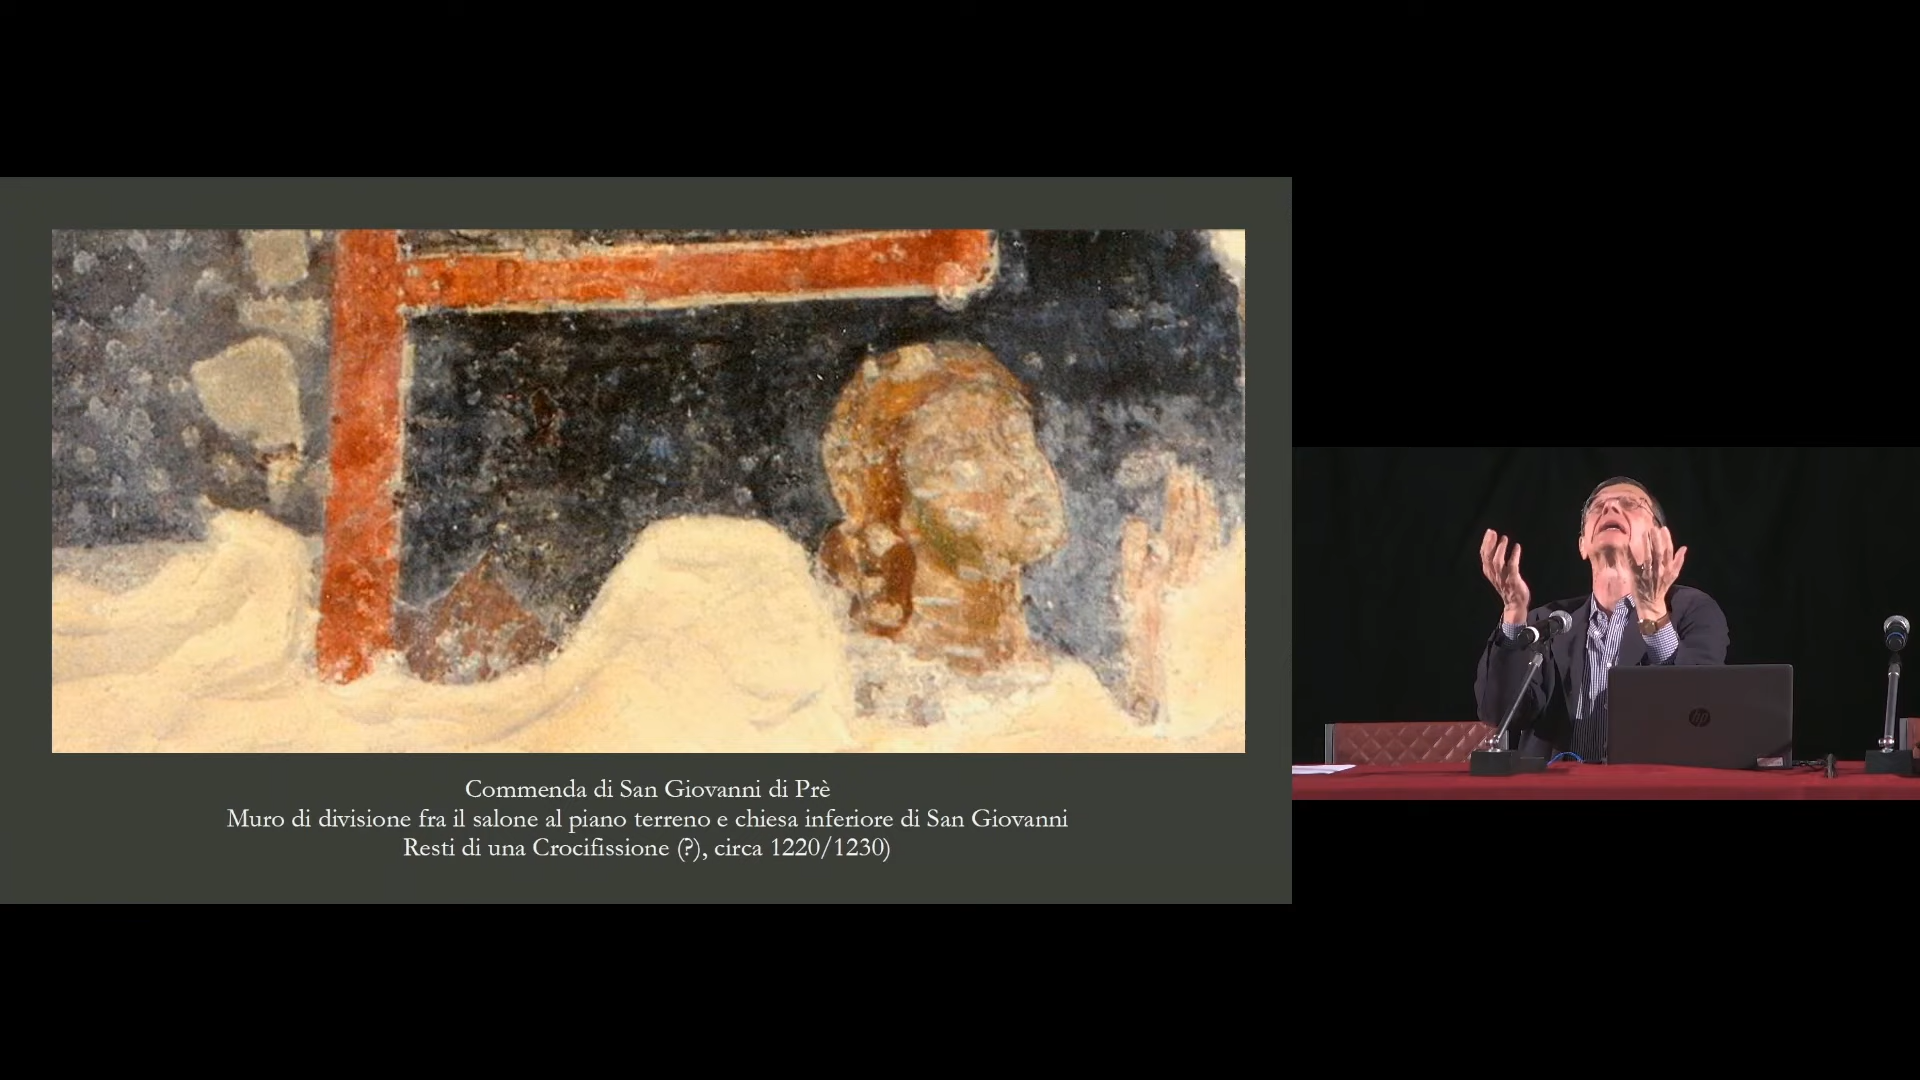 Commenda di San Giovanni di Prè
Muro di divisione fra il salone al piano terreno e chiesa inferiore di San Giovanni
Resti di una Crocifissione (?), circa 1220/1230)
hp